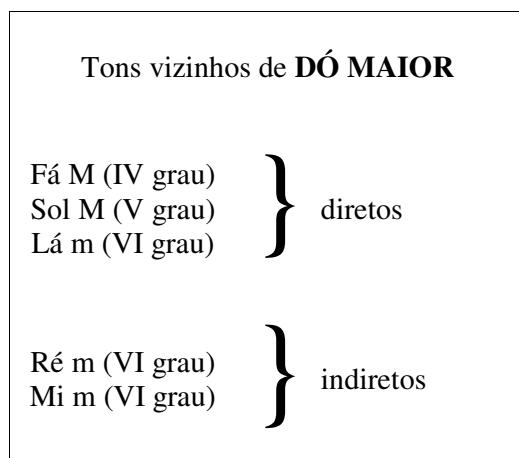 Tons vizinhos de DÓ MAIOR
Fá M (IV grau)
Sol M (V grau)
Lá m (VI grau)
diretos
Ré m (VI grau)
Mi m (VI grau)
indiretos